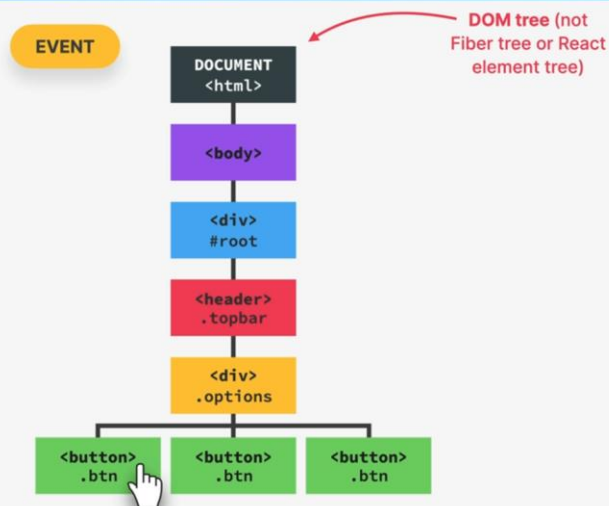 EVENT
DOM tree (not
Fiber tree or React
element tree)
DOCUMENT
<html>
<body>
<div>
#root
<header>
.topbar
<div>
.options
<button>
.btn
<button>
.btn
<button>
.btn